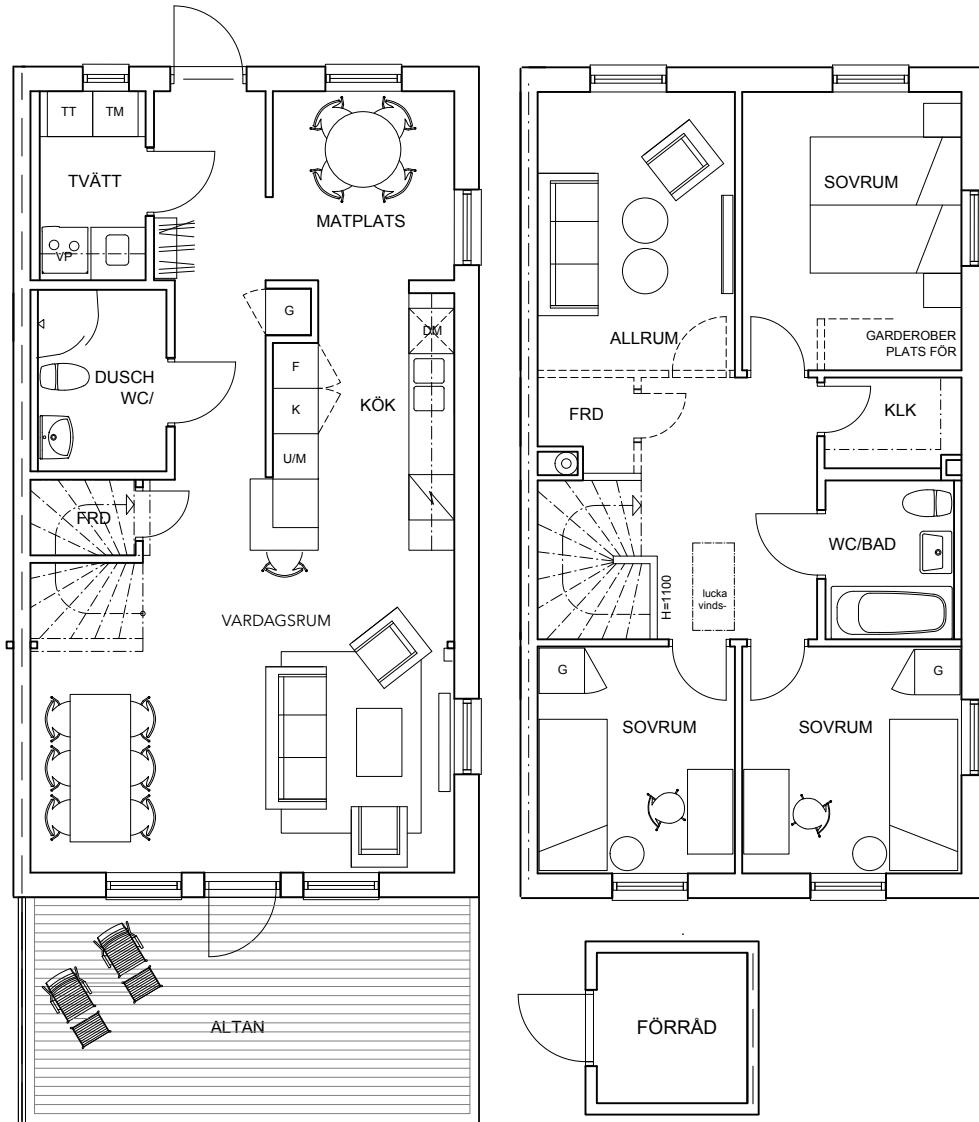 TT
TM
TVÄTT
VP
MATPLATS
G
DM
F
DUSCH
WC/
K
KÖK
U/M
FRD
VARDAGSRUM
ALTAN
SOVRUM
ALLRUM
GARDEROBER
PLATS FÖR
FRD
KLK
WC/BAD
H=1100
lucka
vinds-
G
G
SOVRUM
SOVRUM
FÖRRÅD